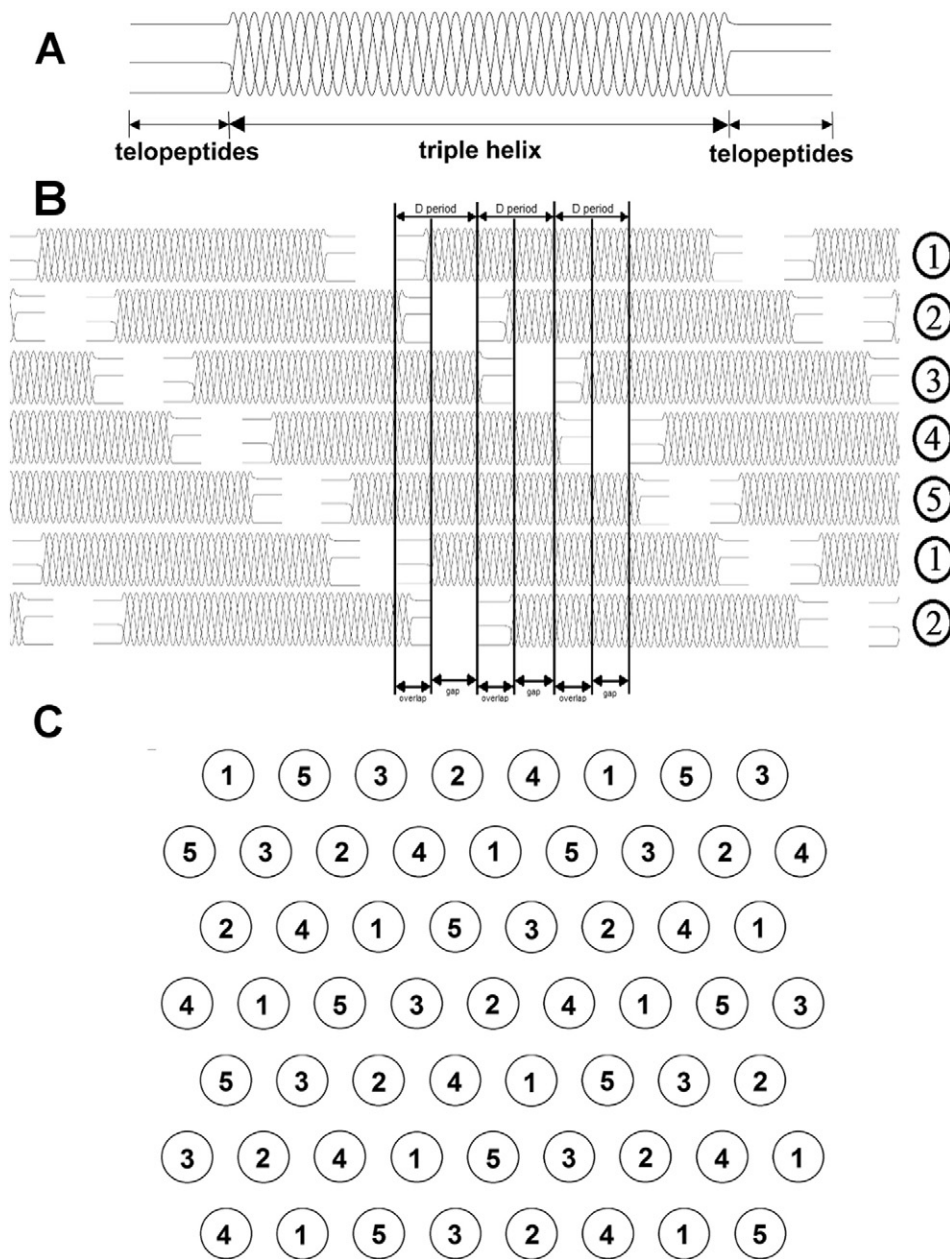 A
telopeptides
triple helix
telopeptides
B
D period D period D period
1
2
3
4
5
1
2
overlap gap overlap gap overlap gap
C
1 5 3 2 4 1 5 3
5 3 2 4 1 5 3 2 4
2 4 1 5 3 2 4 1
4 1 5 3 2 4 1 5 3
5 3 2 4 1 5 3 2
3 2 4 1 5 3 2 4 1
4 1 5 3 2 4 1 5